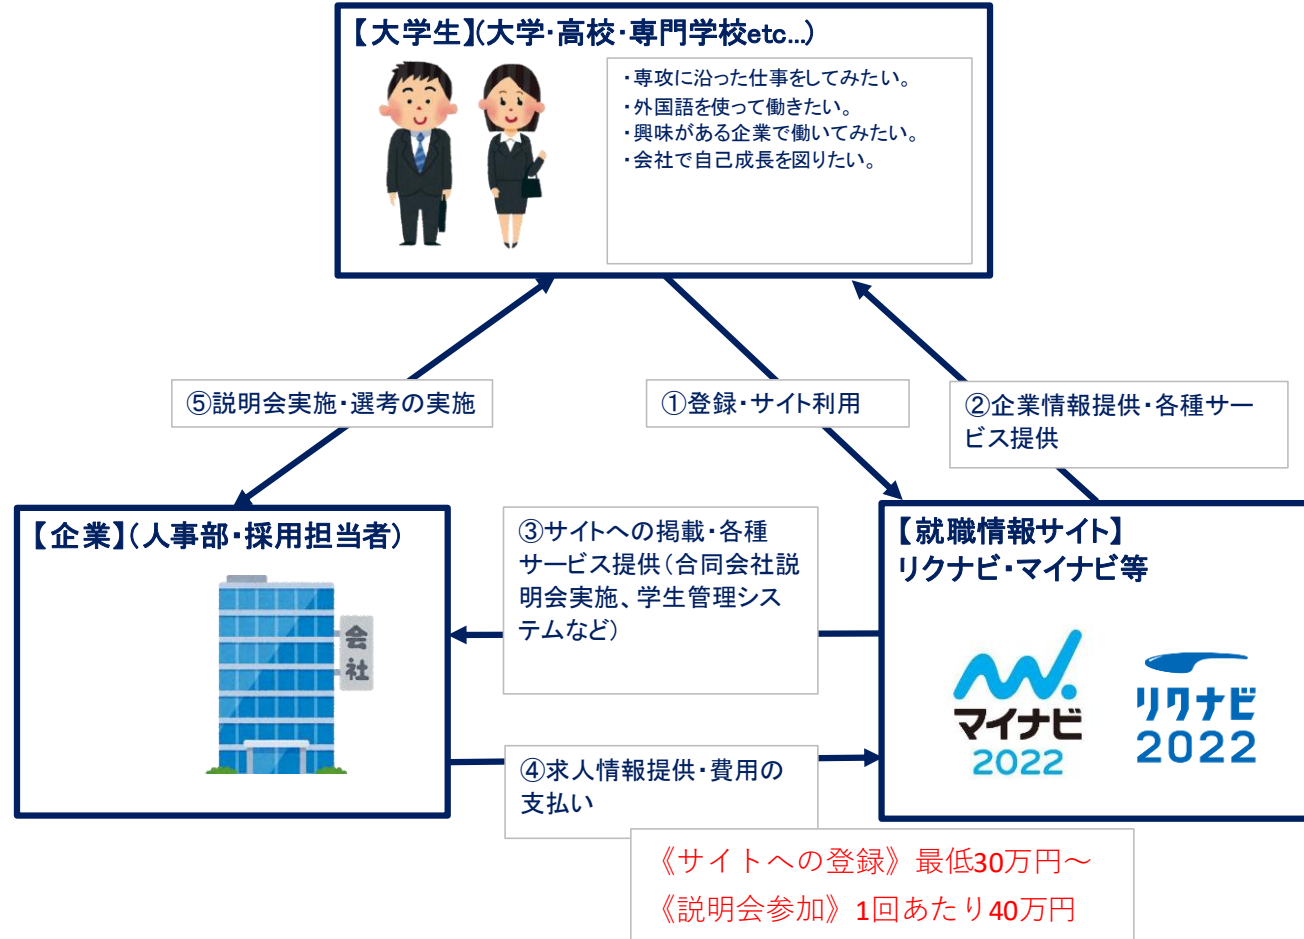 【大学生】(大学・高校・専門学校etc…)
・専攻に沿った仕事をしてみたい。
・外国語を使って働きたい。
・興味がある企業で働いてみたい。
・会社で自己成長を図りたい。
⑤説明会実施・選考の実施
①登録・サイト利用
②企業情報提供・各種サー
ビス提供
【企業】(人事部・採用担当者)
会
社
③サイトへの掲載・各種
サービス提供(合同会社説
明会実施、学生管理シス
テムなど)
【就職情報サイト】
リクナビ・マイナビ等
マイナビ
2022
リクナビ
2022
④求人情報提供・費用の
支払い
《サイトへの登録》最低30万円～
《説明会参加》1回あたり40万円